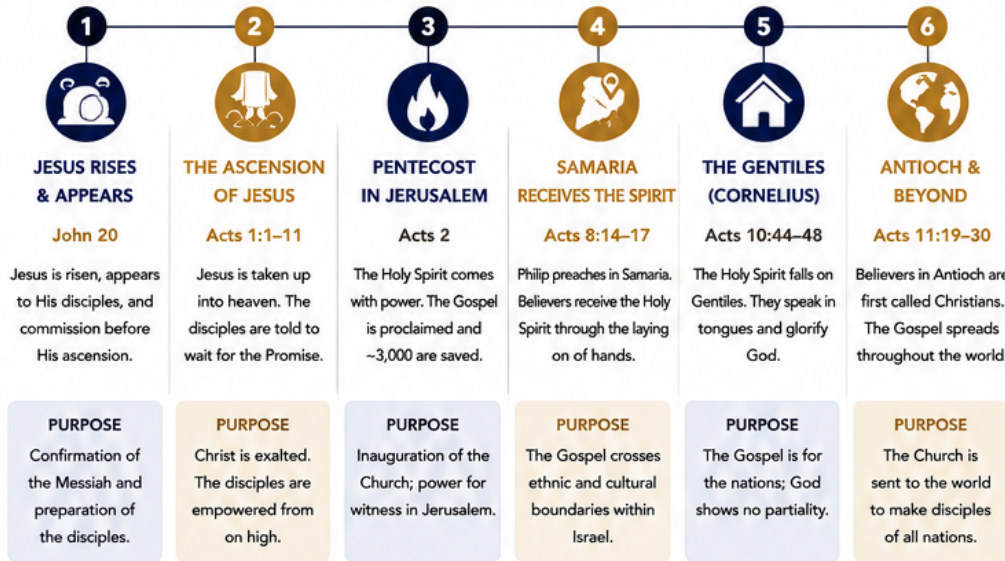 1
2
3
4
5
6
JESUS RISES
& APPEARS
John 20
Jesus is risen, appears
to His disciples, and
commission before
His ascension.
PURPOSE
Confirmation of
the Messiah and
preparation of
the disciples.
THE ASCENSION
OF JESUS
Acts 1:1–11
Jesus is taken up
into heaven. The
disciples are told to
wait for the Promise.
PURPOSE
Christ is exalted.
The disciples are
empowered from
on high.
PENTECOST
IN JERUSALEM
Acts 2
The Holy Spirit comes
with power. The Gospel
is proclaimed and
~3,000 are saved.
PURPOSE
Inauguration of the
Church; power for
witness in Jerusalem.
SAMARIA
RECEIVES THE SPIRIT
Acts 8:14–17
Philip preaches in Samaria.
Believers receive the Holy
Spirit through the laying
on of hands.
PURPOSE
The Gospel crosses
ethnic and cultural
boundaries within
Israel.
THE GENTILES
(CORNELIUS)
Acts 10:44–48
The Holy Spirit falls on
Gentiles. They speak in
tongues and glorify
God.
PURPOSE
The Gospel is for
the nations; God
shows no partiality.
ANTIOCH &
BEYOND
Acts 11:19–30
Believers in Antioch are
first called Christians.
The Gospel spreads
throughout the world
PURPOSE
The Church is
sent to the world
to make disciples
of all nations.